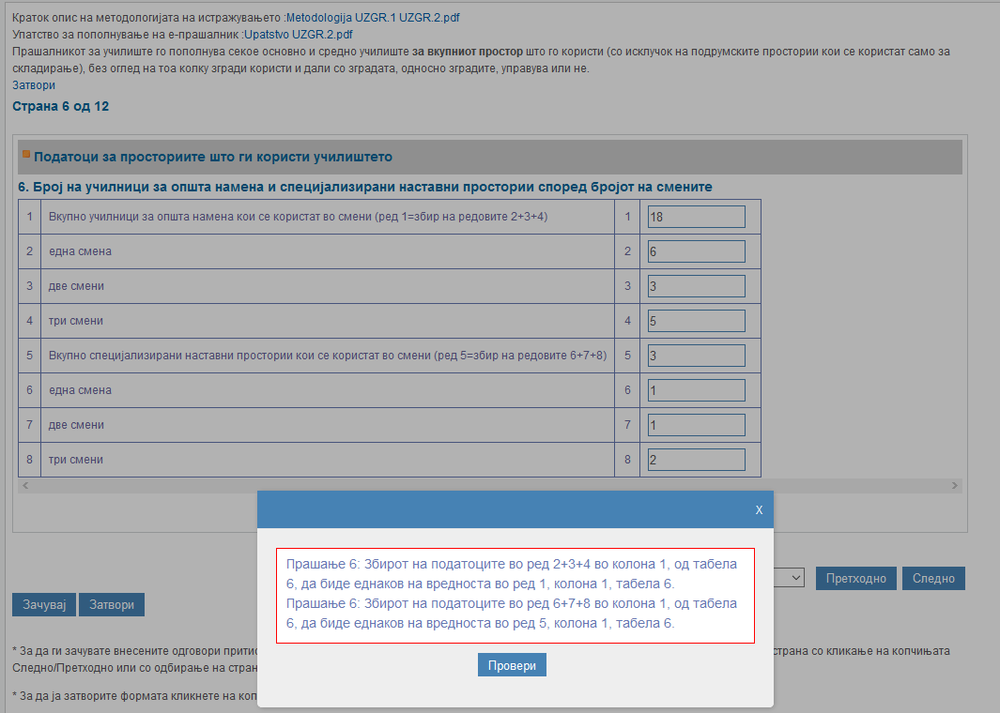 Краток опис на методологијата на истражувањето :Metodologija UZGR.1 UZGR.2.pdf
Упатство за пополнување на е-прашалник :Upatstvo UZGR.2.pdf
Прашалникот за училиште го пополнува секое основно и средно училиште за вкупниот простор што го користи (со исклучок на подрумските простории кои се користат само за
складирање), без оглед на тоа колку згради користи и дали со зградата, односно зградите, управува или не.
Затвори
Страна 6 од 12
Податоци за просториите што ги користи училиштето
6. Број на училници за општа намена и специјализирани наставни простории според бројот на смените
1 Вкупно училници за општа намена кои се користат во смени (ред 1=збир на редовите 2+3+4) 1 18
2 една смена 2 6
3 две смени 3 3
4 три смени 4 5
5 Вкупно специјализирани наставни простории кои се користат во смени (ред 5=збир на редовите 6+7+8) 5 3
6 една смена 6 1
7 две смени 7 1
8 три смени 8 2
X
Прашање 6: Збирот на податоците во ред 2+3+4 во колона 1, од табела
6, да биде еднаков на вредноста во ред 1, колона 1, табела 6.
Прашање 6: Збирот на податоците во ред 6+7+8 во колона 1, од табела
6, да биде еднаков на вредноста во ред 5, колона 1, табела 6.
Провери
Претходно Следно
Зачувај Затвори
* За да ги зачувате внесените одговори страна со кликање на копчињата
Следно/Претходно или со одбирање на
* За да ја затворите формата кликнете на